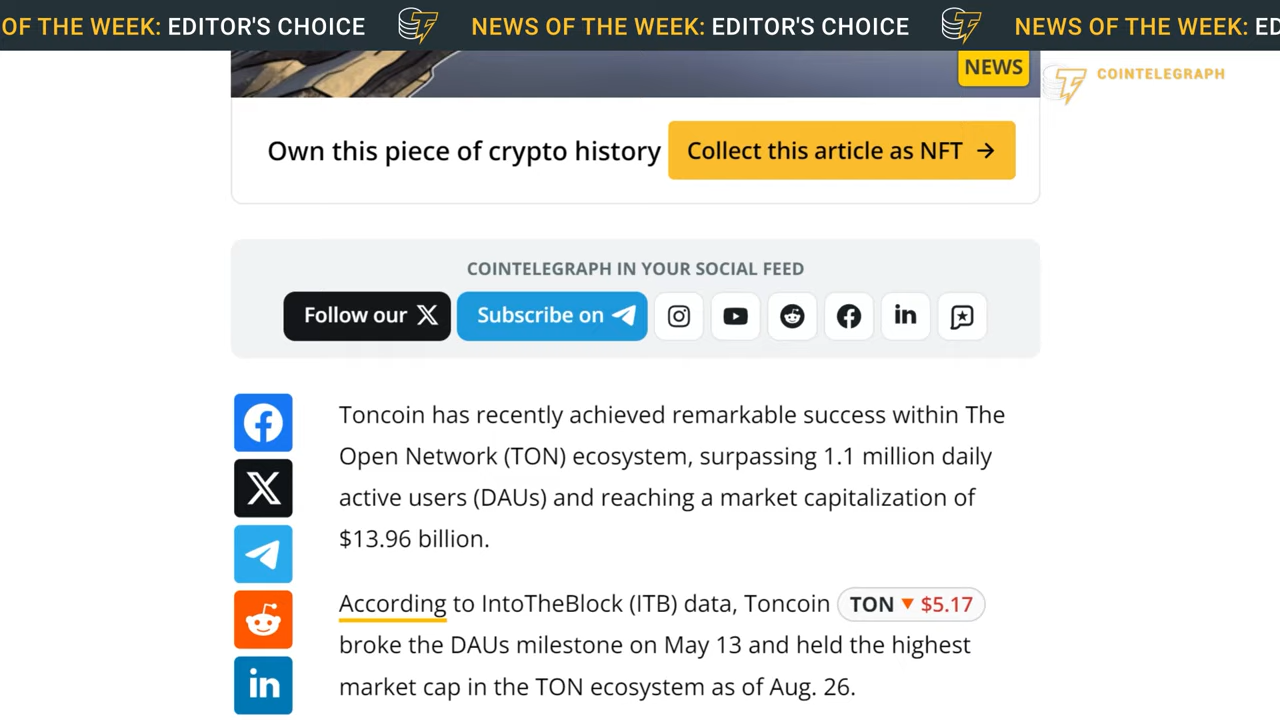 OF THE WEEK: EDITOR'S CHOICE NEWS OF THE WEEK: EDITOR'S CHOICE NEWS OF THE WEEK: ED
NEWS
COINTELEGRAPH
Own this piece of crypto history
Collect this article as NFT →
COINTELEGRAPH IN YOUR SOCIAL FEED
Follow our X
Subscribe on
Toncoin has recently achieved remarkable success within The
Open Network (TON) ecosystem, surpassing 1.1 million daily
active users (DAUs) and reaching a market capitalization of
$13.96 billion.
According to IntoTheBlock (ITB) data, Toncoin TON ▼ $5.17
broke the DAUs milestone on May 13 and held the highest
market cap in the TON ecosystem as of Aug. 26.